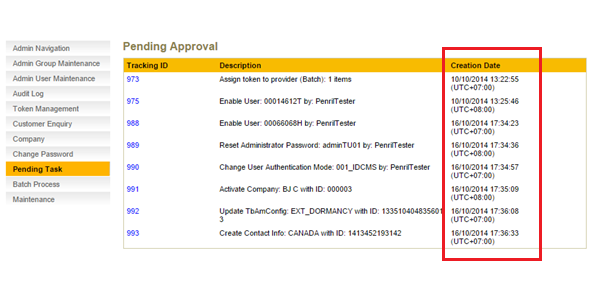 Pending Approval
Admin Navigation
Admin Group Maintenance
Admin User Maintenance
Audit Log
Token Management
Customer Enquiry
Company
Change Password
Pending Task
Batch Process
Maintenance
Tracking ID Description Creation Date
973 Assign token to provider (Batch): 1 items 10/10/2014 13:22:55
(UTC+07:00)
975 Enable User: 00014612T by: PenrilTester 10/10/2014 13:25:46
(UTC+08:00)
988 Enable User: 00066068H by: PenrilTester 16/10/2014 17:34:23
(UTC+07:00)
989 Reset Administrator Password: adminTU01 by: PenrilTester 16/10/2014 17:34:36
(UTC+08:00)
990 Change User Authentication Mode: 001_IDCMS by: PenrilTester 16/10/2014 17:34:57
(UTC+07:00)
991 Activate Company: BJ C with ID: 000003 16/10/2014 17:35:09
(UTC+08:00)
992 Update TbAmConfig: EXT_DORMANCY with ID: 133510404835601 16/10/2014 17:36:08
3 (UTC+07:00)
993 Create Contact Info: CANADA with ID: 1413452193142 16/10/2014 17:36:33
(UTC+07:00)